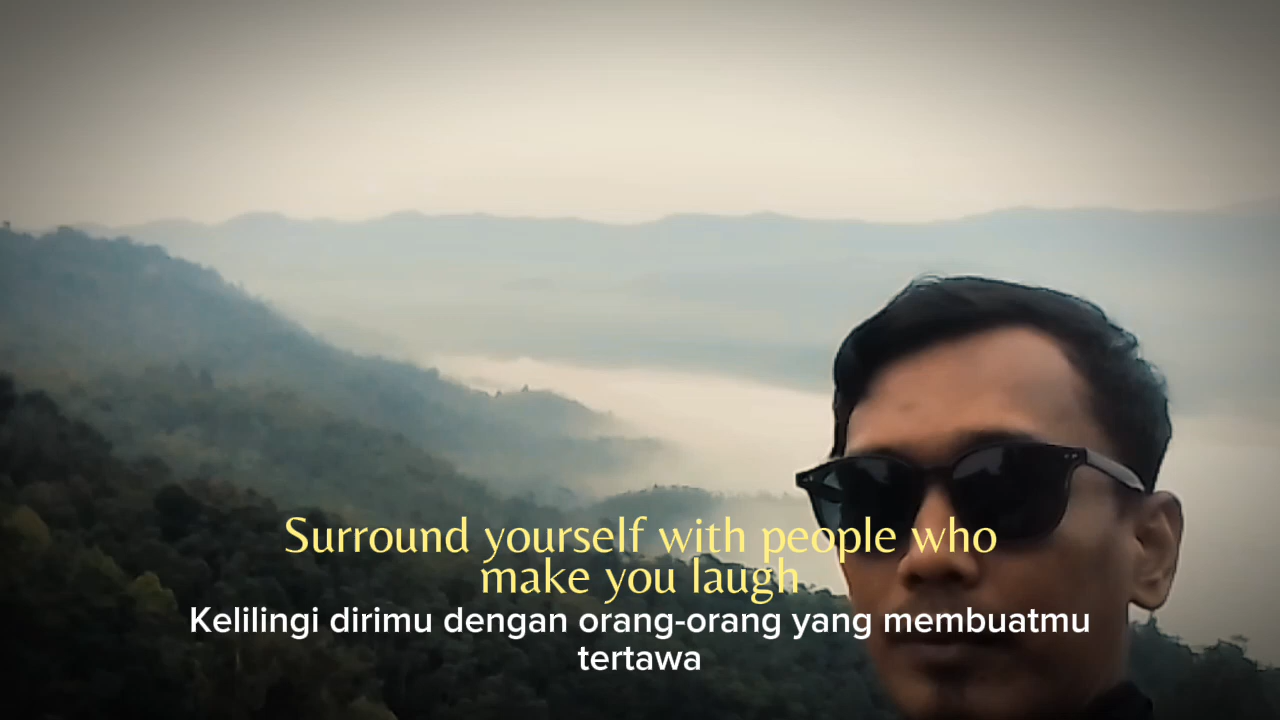 Surround yourself with people who
make you laugh
Kelilingi dirimu dengan orang-orang yang membuatmu
tertawa